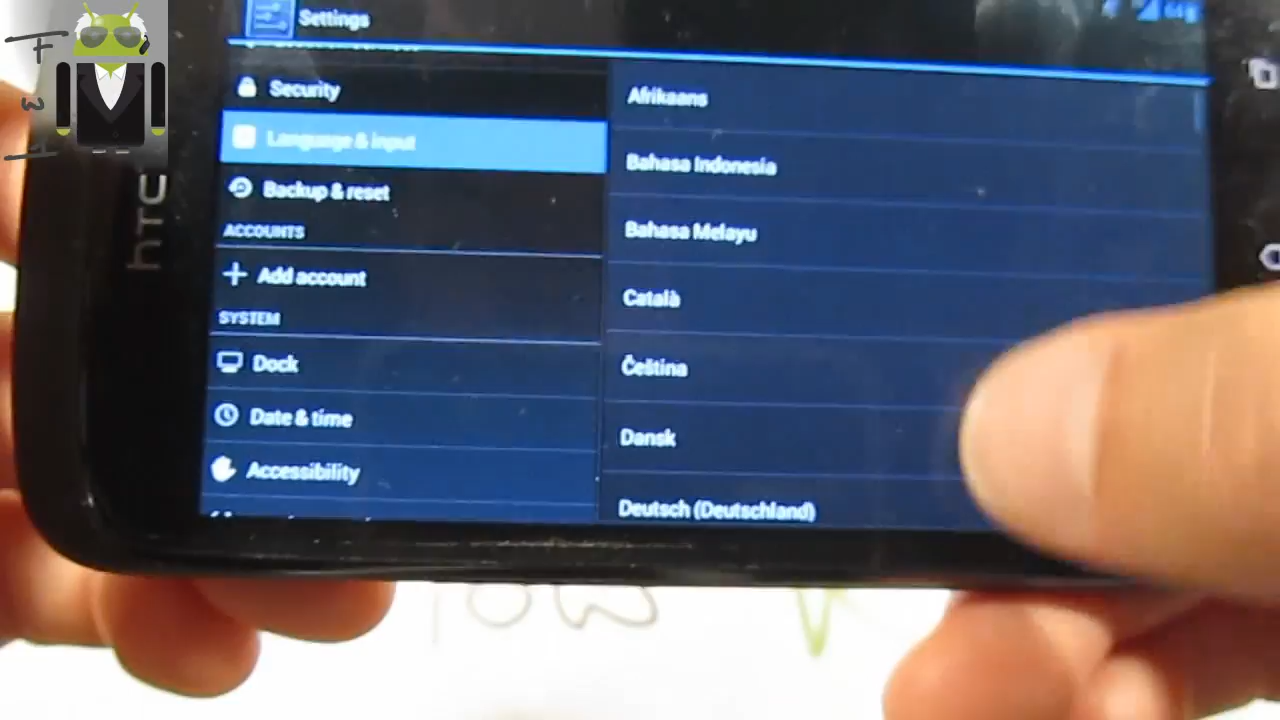 Settings
Security
Language & input
Backup & reset
ACCOUNTS
Add account
SYSTEM
Dock
Date & time
Accessibility
Afrikaans
Bahasa Indonesia
Bahasa Melayu
Català
Čeština
Dansk
Deutsch (Deutschland)
hTC